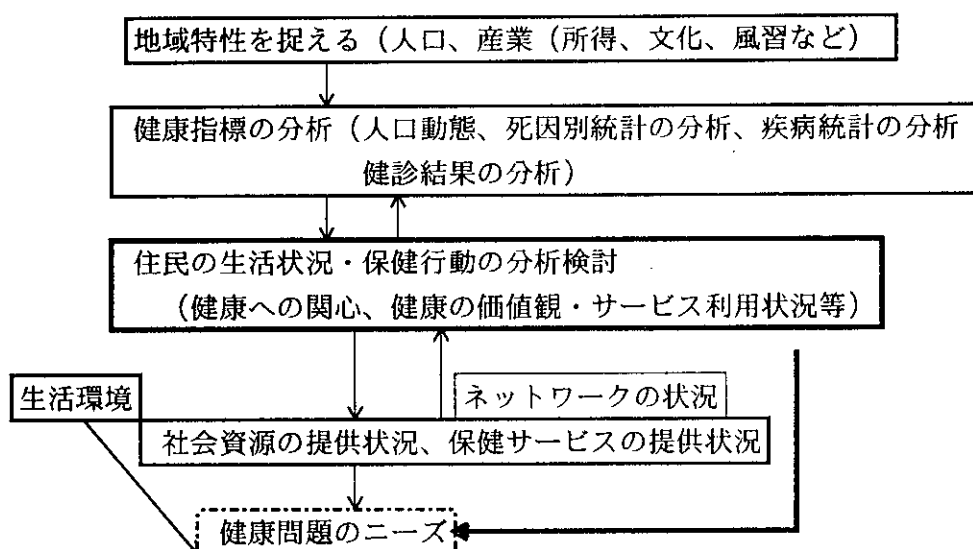 地域特性を捉える（人口、産業（所得、文化、風習など）
健康指標の分析（人口動態、死因別統計の分析、疾病統計の分析
健診結果の分析）
住民の生活状況・保健行動の分析検討
（健康への関心、健康の価値観・サービス利用状況等）
生活環境
ネットワークの状況
社会資源の提供状況、保健サービスの提供状況
健康問題のニーズ